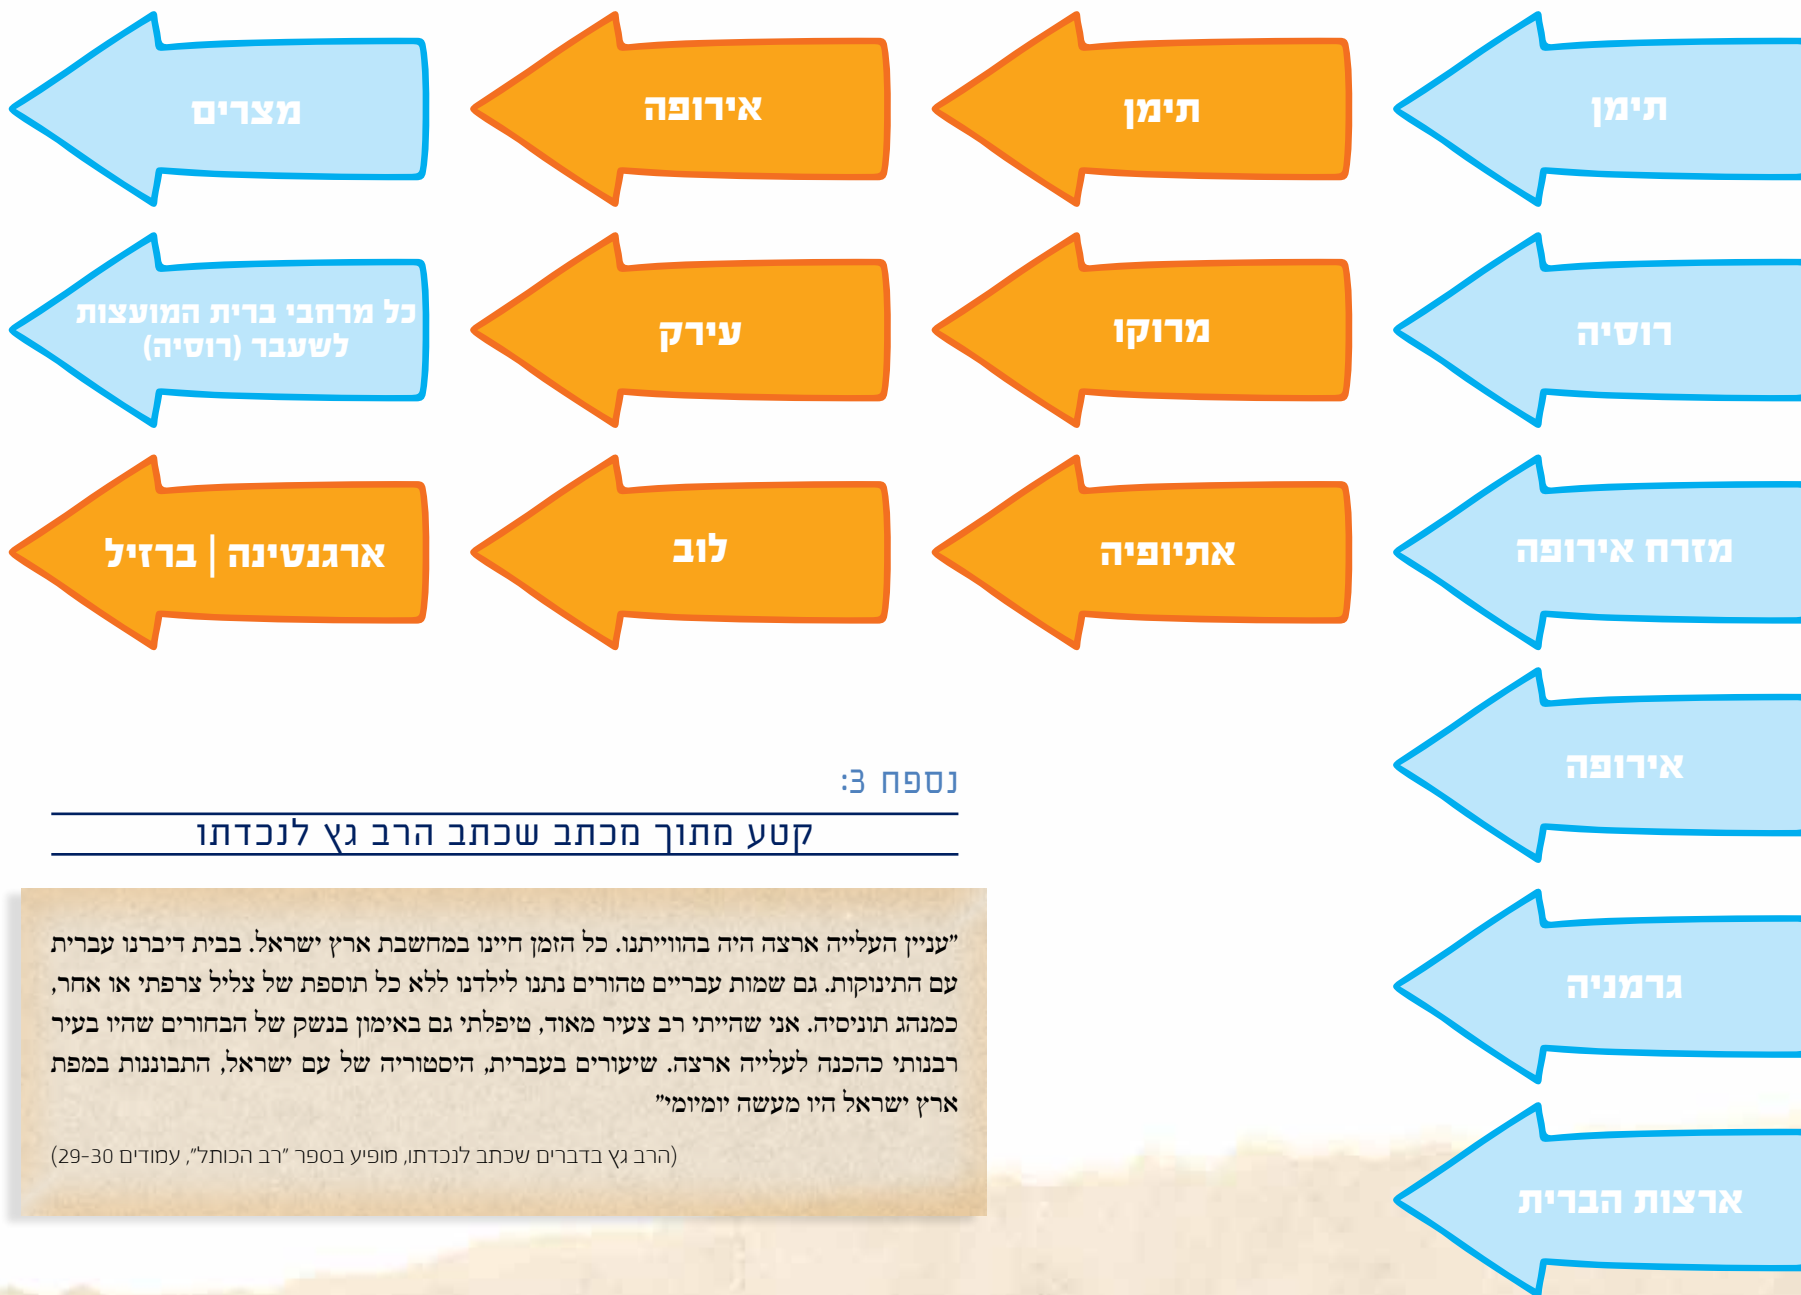 תימן
תימן
אירופה
מצרים
רוסיה
מרוקו
עירק
כל מרחבי ברית המועצות
לשעבר (רוסיה)
מזרח אירופה
אתיופיה
לוב
ארגנטינה | ברזיל
אירופה
גרמניה
ארצות הברית
נספח 3:
קטע מתוך מכתב שכתב הרב גץ לנכדתו
"עניין העלייה ארצה היה בהווייתנו. כל הזמן חיינו במחשבת ארץ ישראל. בבית דיברנו עברית
עם התינוקות. גם שמות עבריים טהורים נתנו לילדנו ללא כל תוספת של צליל צרפתי או אחר,
כמנהג תוניסיה. אני שהייתי רב צעיר מאוד, טיפלתי גם באימון בנשק של הבחורים שהיו בעיר
רבנותי כהכנה לעלייה ארצה. שיעורים בעברית, היסטוריה של עם ישראל, התבוננות במפת
ארץ ישראל היו מעשה יומיומי"
(הרב גץ בדברים שכתב לנכדתו, מופיע בספר "רב הכותל", עמודים 29-30)